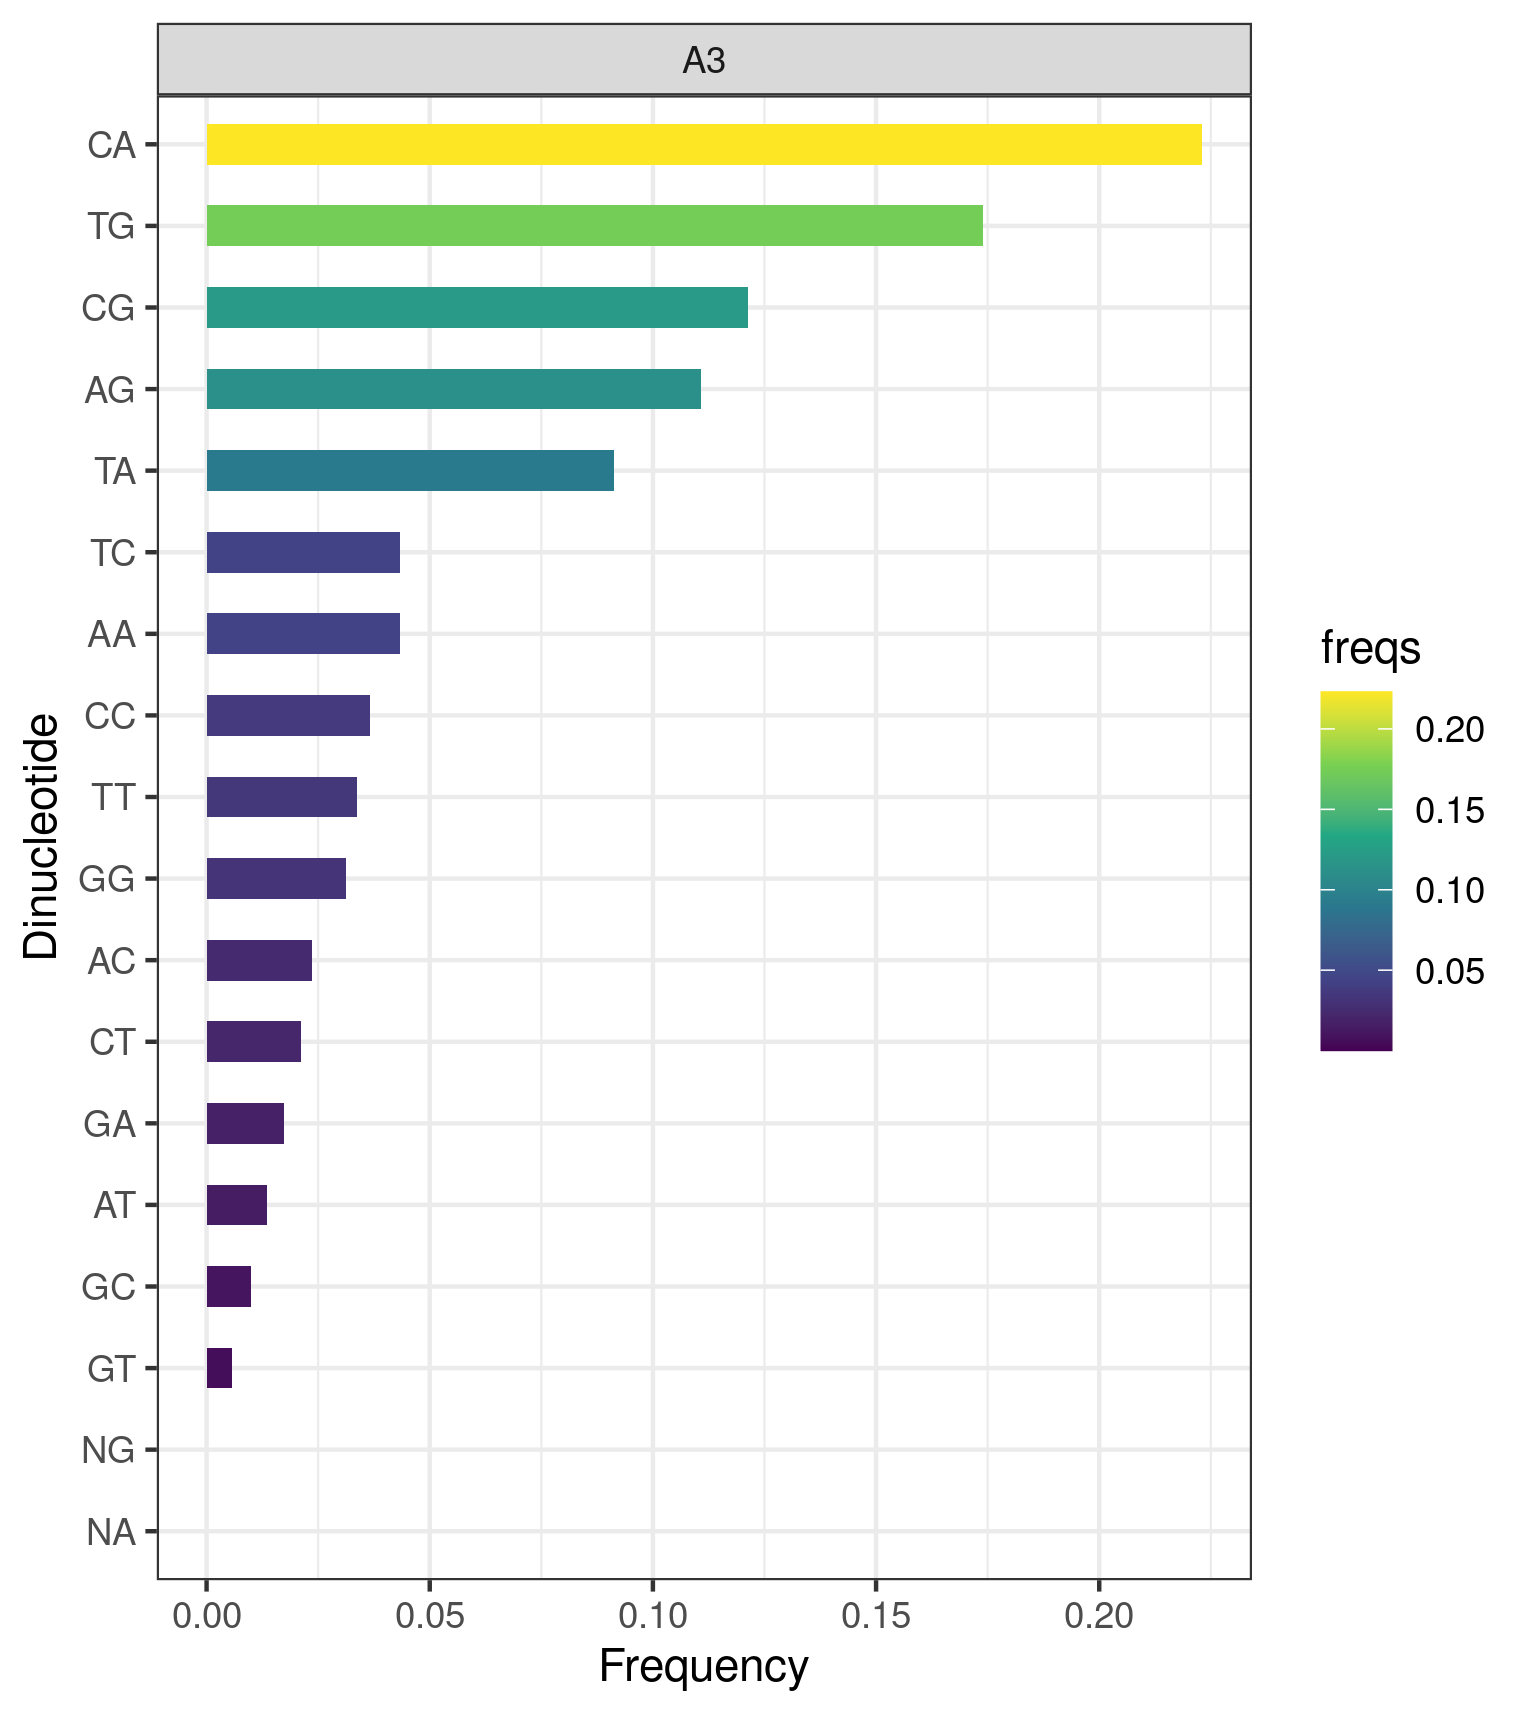 A3
CA
TG
CG
AG
TA
TC
AA
CC
TT
GG
AC
CT
GA
AT
GC
GT
NG
NA
Dinucleotide
0.00 0.05 0.10 0.15 0.20
Frequency
freqs
0.20
0.15
0.10
0.05